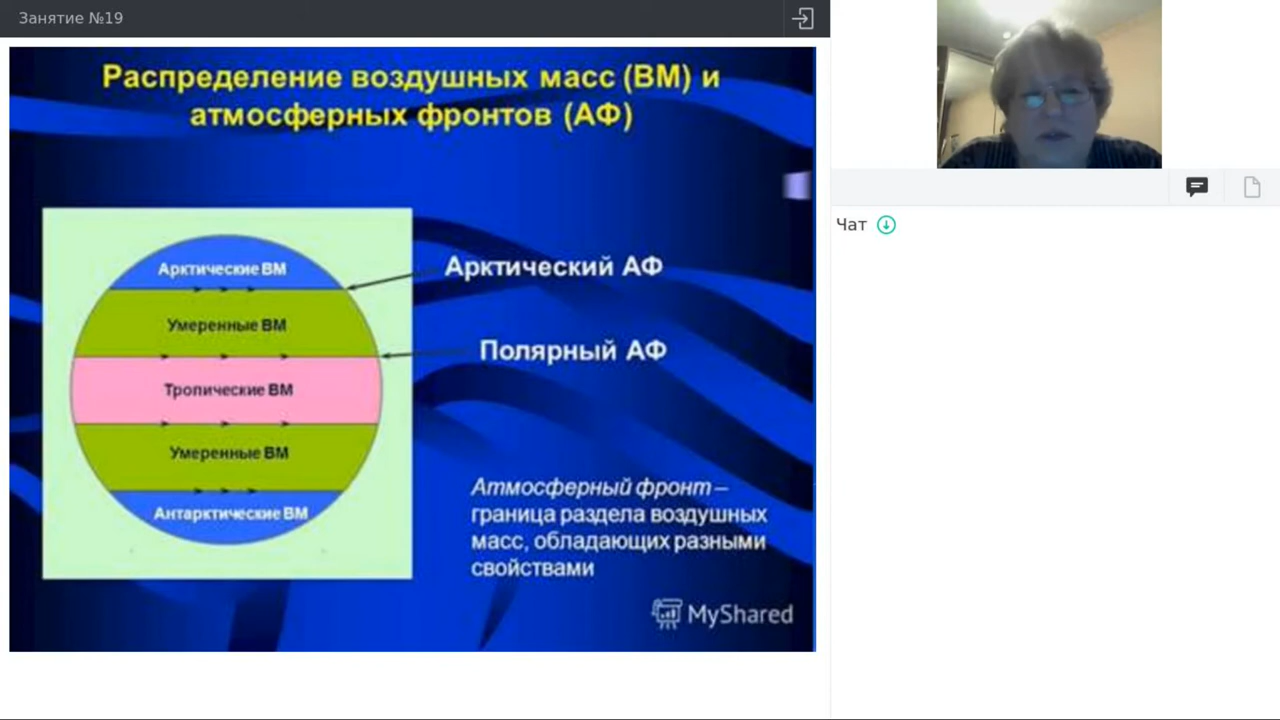 Занятие №19
Распределение воздушных масс (ВМ) и
атмосферных фронтов (АФ)
Арктические ВМ
Арктический АФ
Умеренные ВМ
Полярный АФ
Тропические ВМ
Умеренные ВМ
Антарктические ВМ
Атмосферный фронт –
граница раздела воздушных
масс, обладающих разными
свойствами
MyShared
Чат